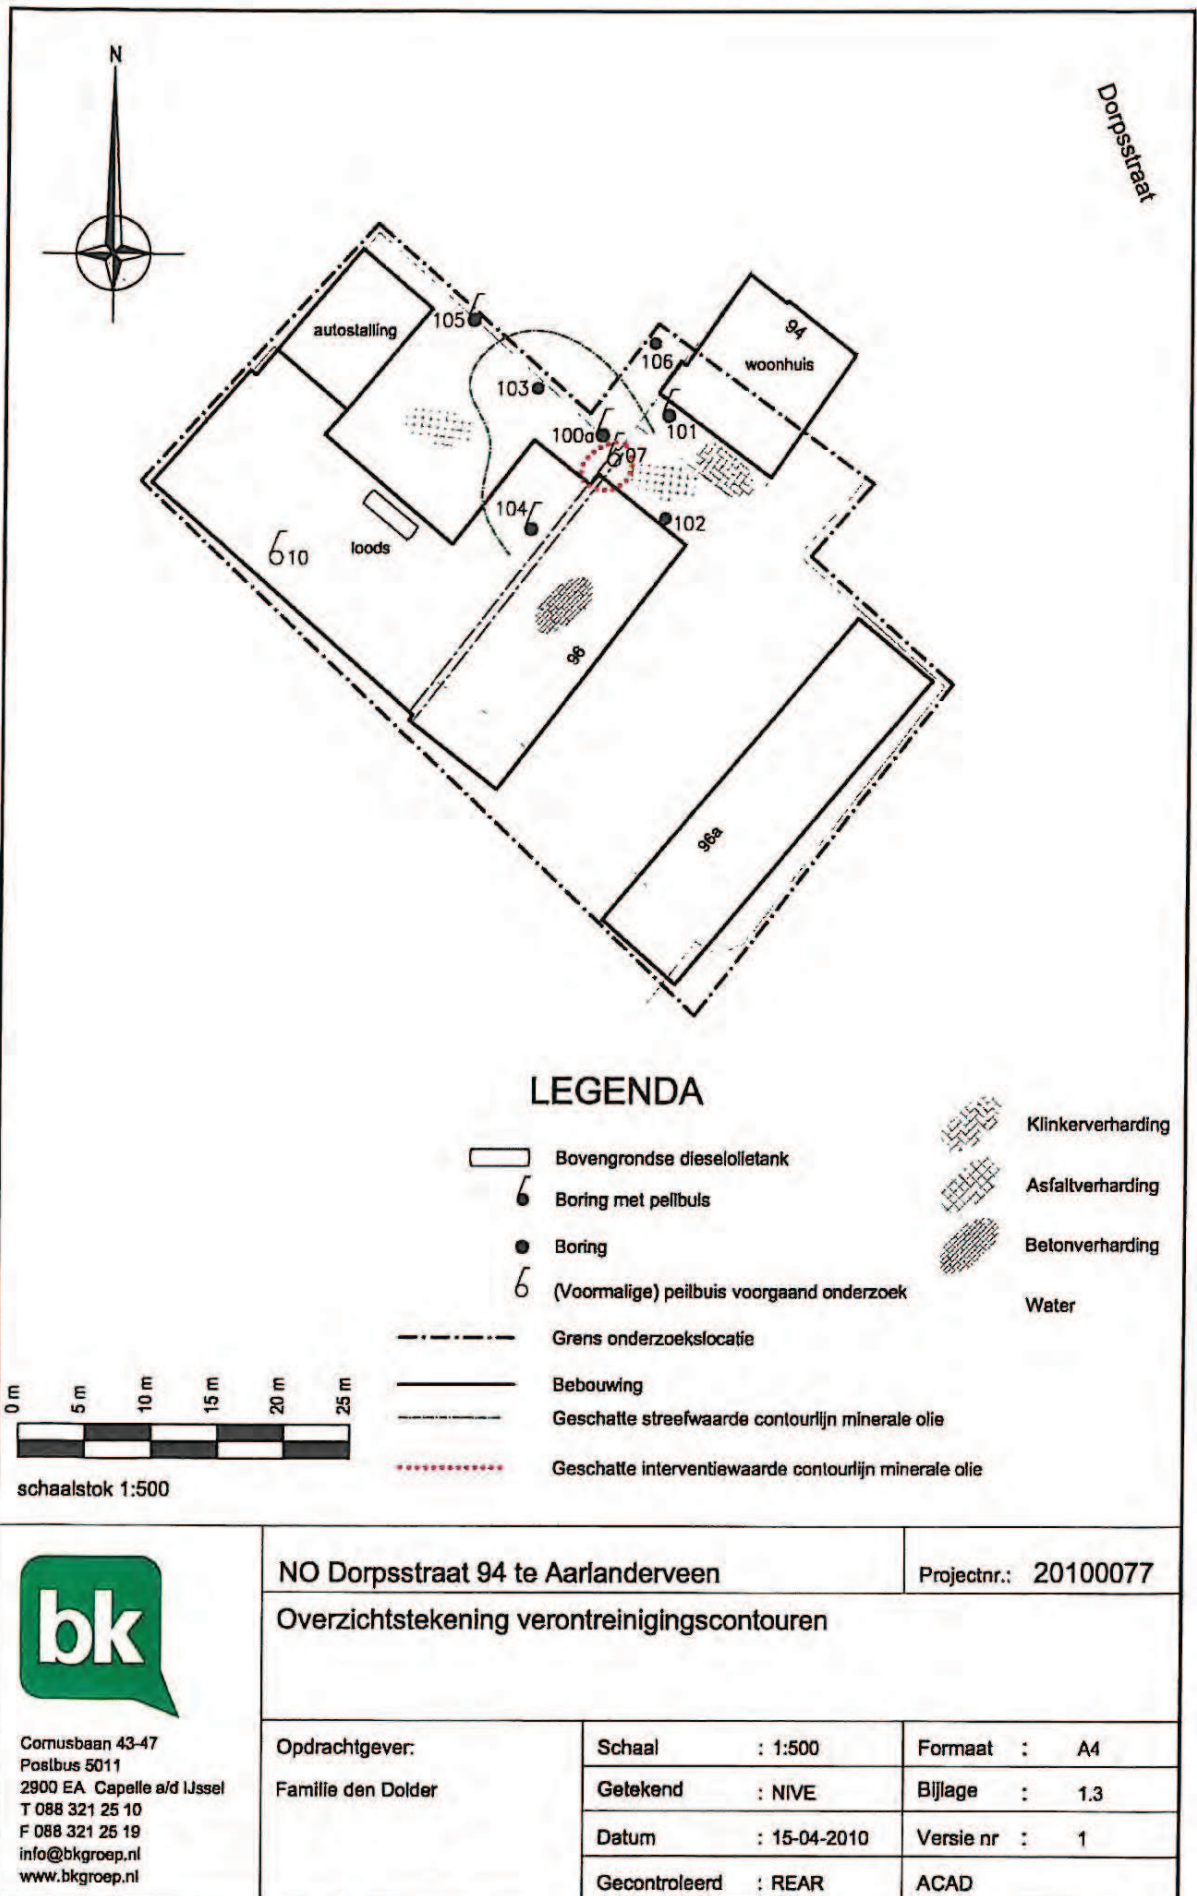 N
Dorpsstraat
autostalling
105
94
woonhuis
106
103
101
100a
07
104
102
10
loods
96
96a
LEGENDA
Bovengrondse dieselolietank
Boring met peilbuis
Boring
(Voormalige) peilbuis voorgaand onderzoek
Grens onderzoekslocatie
Bebouwing
Geschatte streefwaarde contourlijn minerale olie
Geschatte interventiewaarde contourlijn minerale olie
Klinkerverharding
Asfaltverharding
Betonverharding
Water
0 m 5 m 10 m 15 m 20 m 25 m
schaalstok 1:500
bk
Cornusbaan 43-47
Postbus 5011
2900 EA Capelle a/d IJssel
T 088 321 25 10
F 088 321 25 19
info@bkgroep.nl
www.bkgroep.nl
NO Dorpsstraat 94 te Aarlanderveen
Projectnr.: 20100077
Overzichtstekening verontreinigingscontouren
Opdrachtgever:
Familie den Dolder
Schaal : 1:500
Getekend : NIVE
Datum : 15-04-2010
Gecontroleerd : REAR
Formaat : A4
Bijlage : 1.3
Versie nr : 1
ACAD